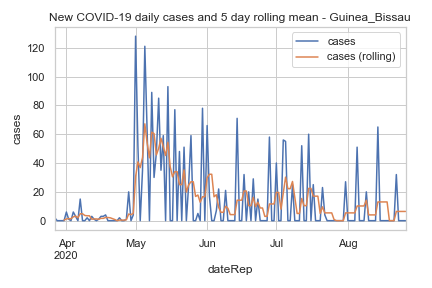 New COVID-19 daily cases and 5 day rolling mean - Guinea_Bissau
cases
cases (rolling)
120
100
80
60
40
20
0
cases
Apr May Jun Jul Aug
2020
dateRep